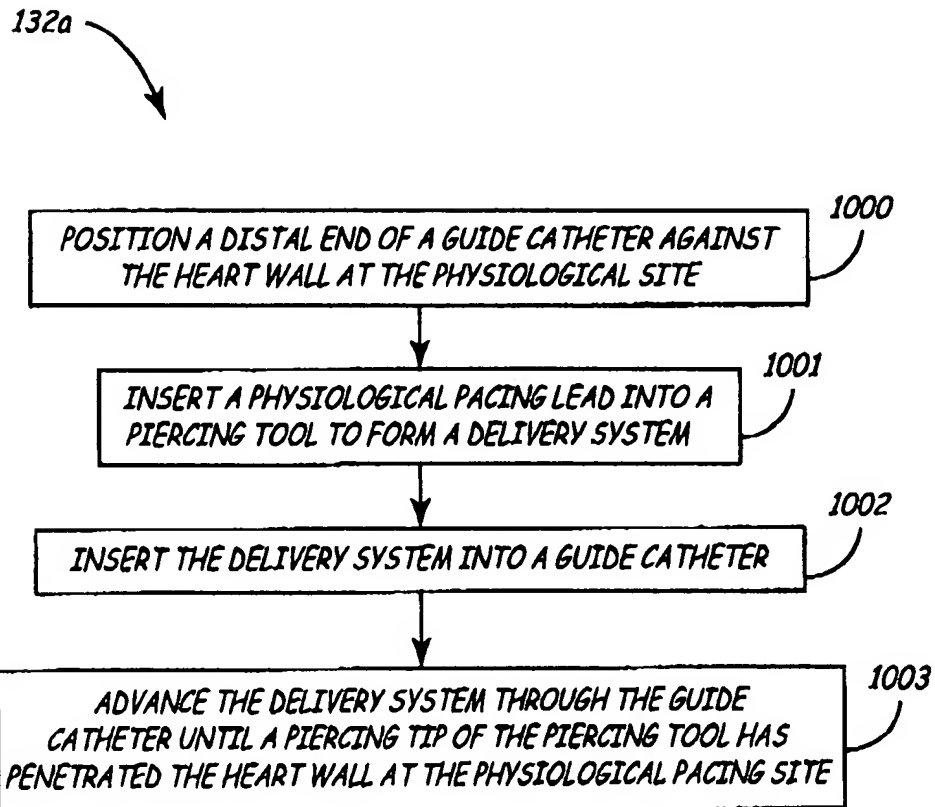 132a
1000
POSITION A DISTAL END OF A GUIDE CATHETER AGAINST
THE HEART WALL AT THE PHYSIOLOGICAL SITE
1001
INSERT A PHYSIOLOGICAL PACING LEAD INTO A
PIERCING TOOL TO FORM A DELIVERY SYSTEM
1002
INSERT THE DELIVERY SYSTEM INTO A GUIDE CATHETER
1003
ADVANCE THE DELIVERY SYSTEM THROUGH THE GUIDE
CATHETER UNTIL A PIERCING TIP OF THE PIERCING TOOL HAS
PENETRATED THE HEART WALL AT THE PHYSIOLOGICAL PACING SITE